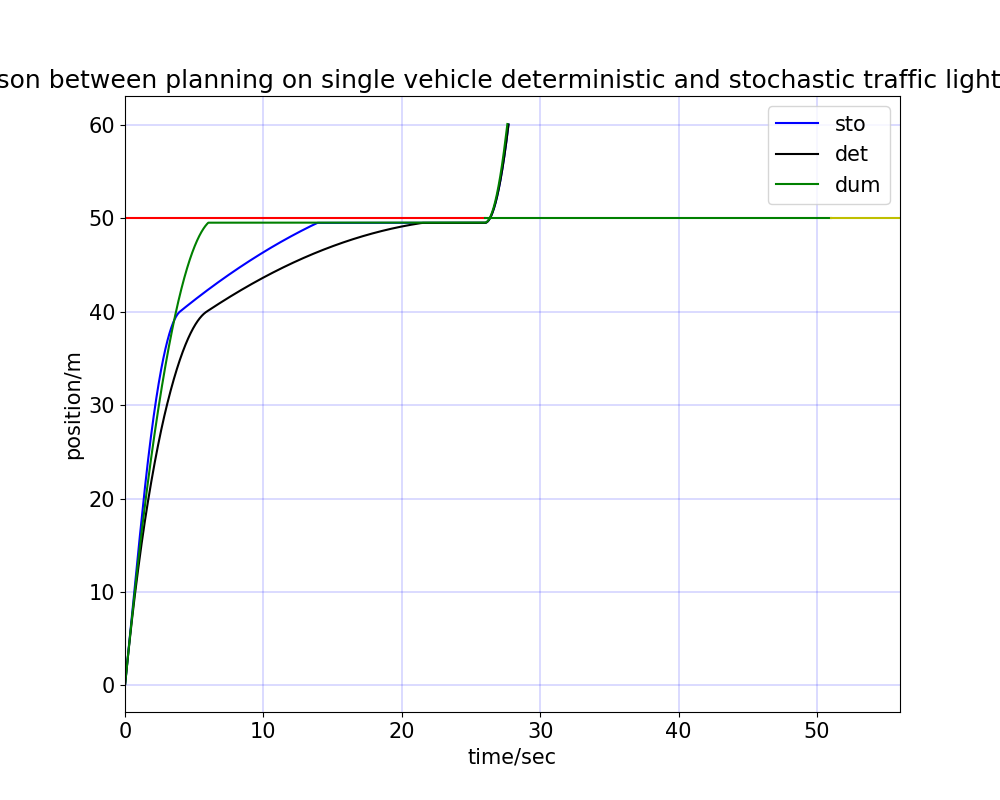 son between planning on single vehicle deterministic and stochastic traffic light
sto
det
dum
60
50
40
30
20
10
0
position/m
0 10 20 30 40 50
time/sec